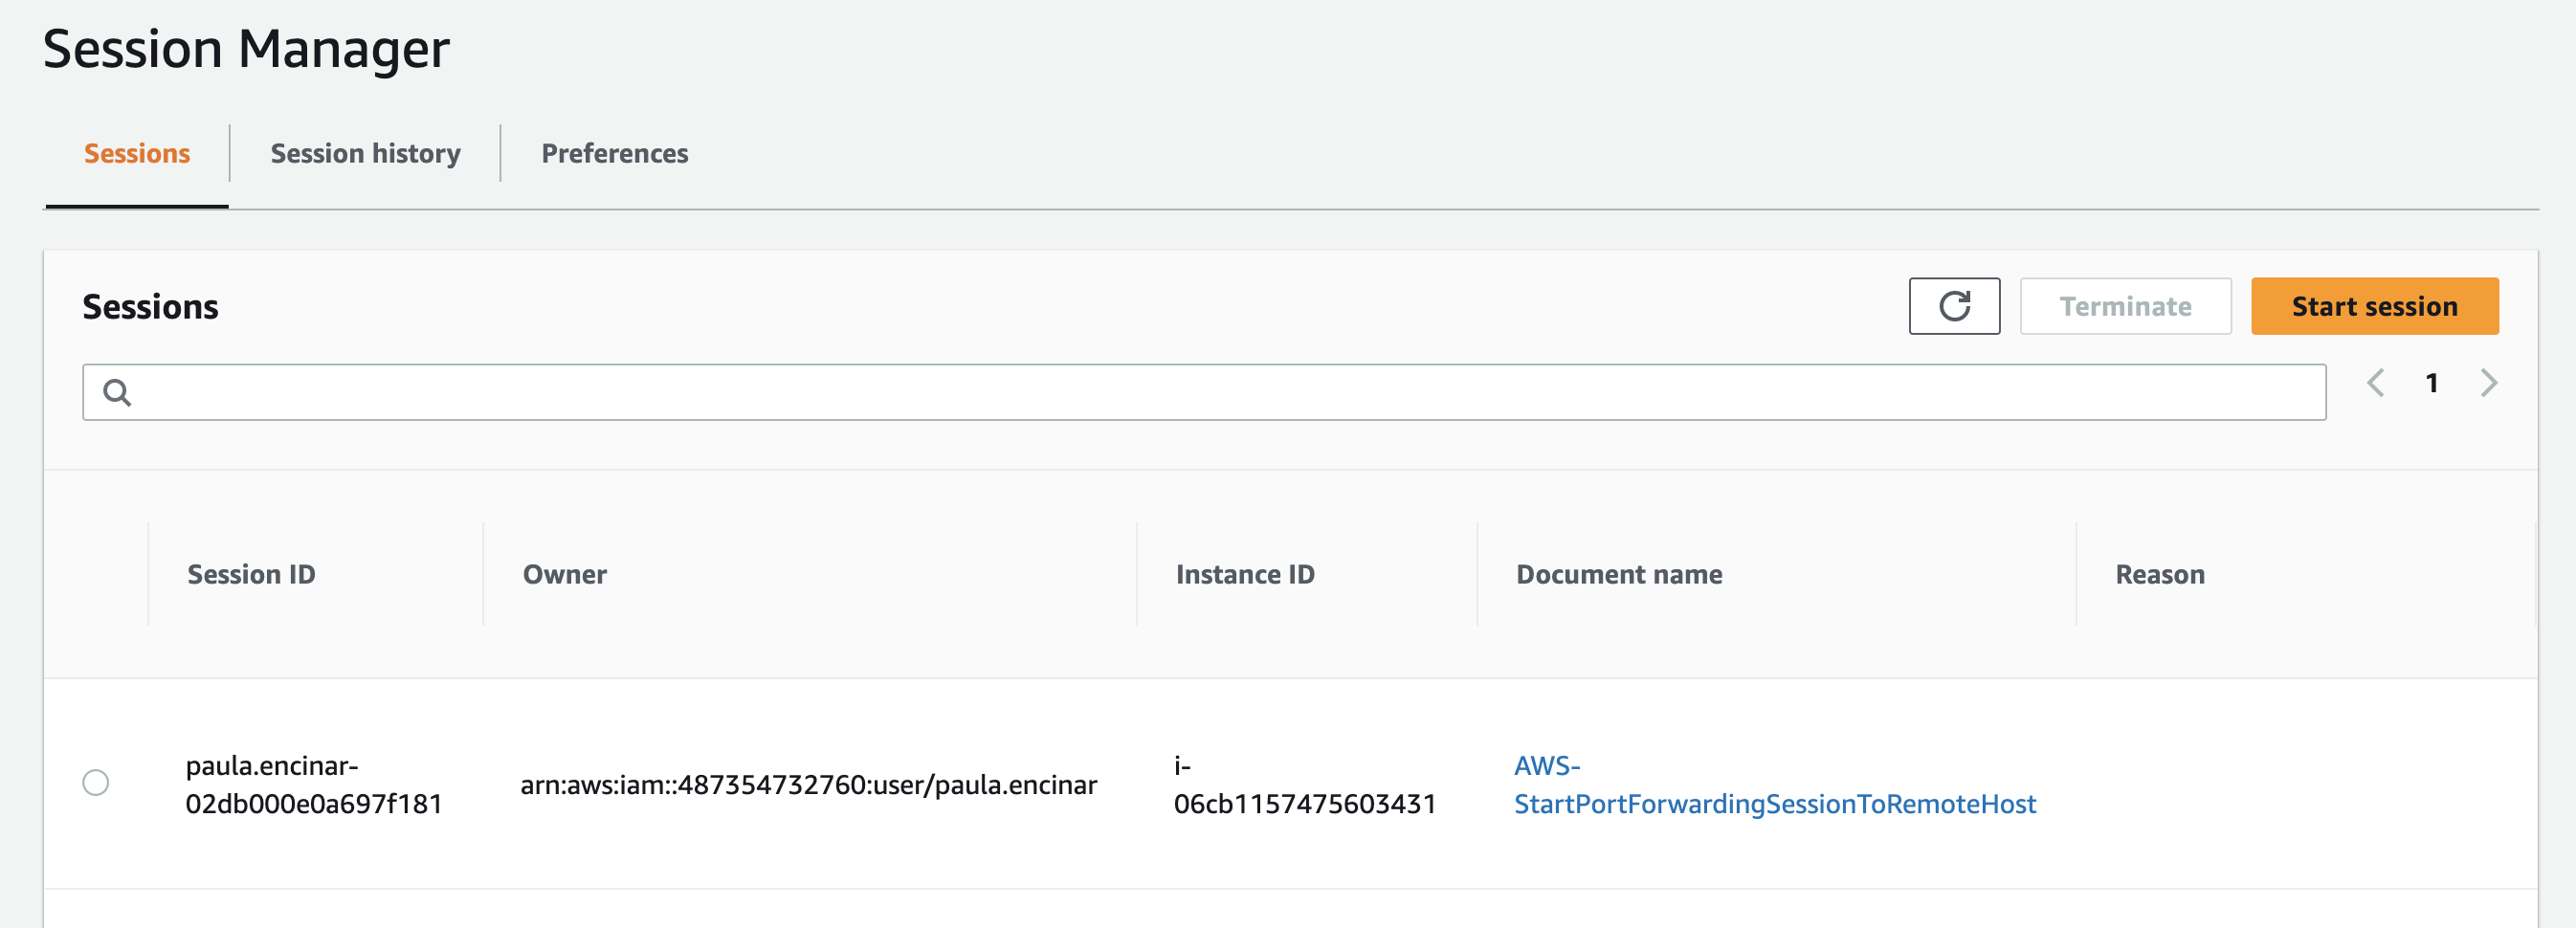 Session Manager
Sessions
Session history
Preferences
Sessions
Terminate
Start session
1
Session ID
Owner
Instance ID
Document name
Reason
paula.encinar-
02db000e0a697f181
arn:aws:iam::487354732760:user/paula.encinar
i-
06cb1157475603431
AWS-
StartPortForwardingSessionToRemoteHost